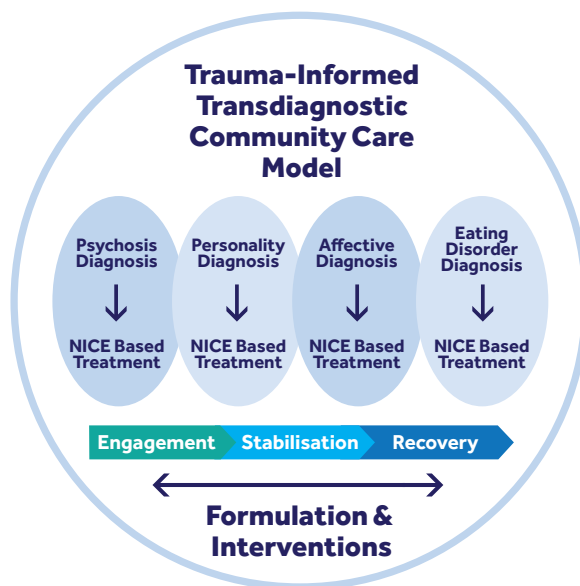 Trauma-Informed
Transdiagnostic
Community Care
Model
Psychosis
Diagnosis
NICE Based
Treatment
Personality
Diagnosis
NICE Based
Treatment
Affective
Diagnosis
NICE Based
Treatment
Eating
Disorder
Diagnosis
NICE Based
Treatment
Engagement
Stabilisation
Recovery
Formulation &
Interventions